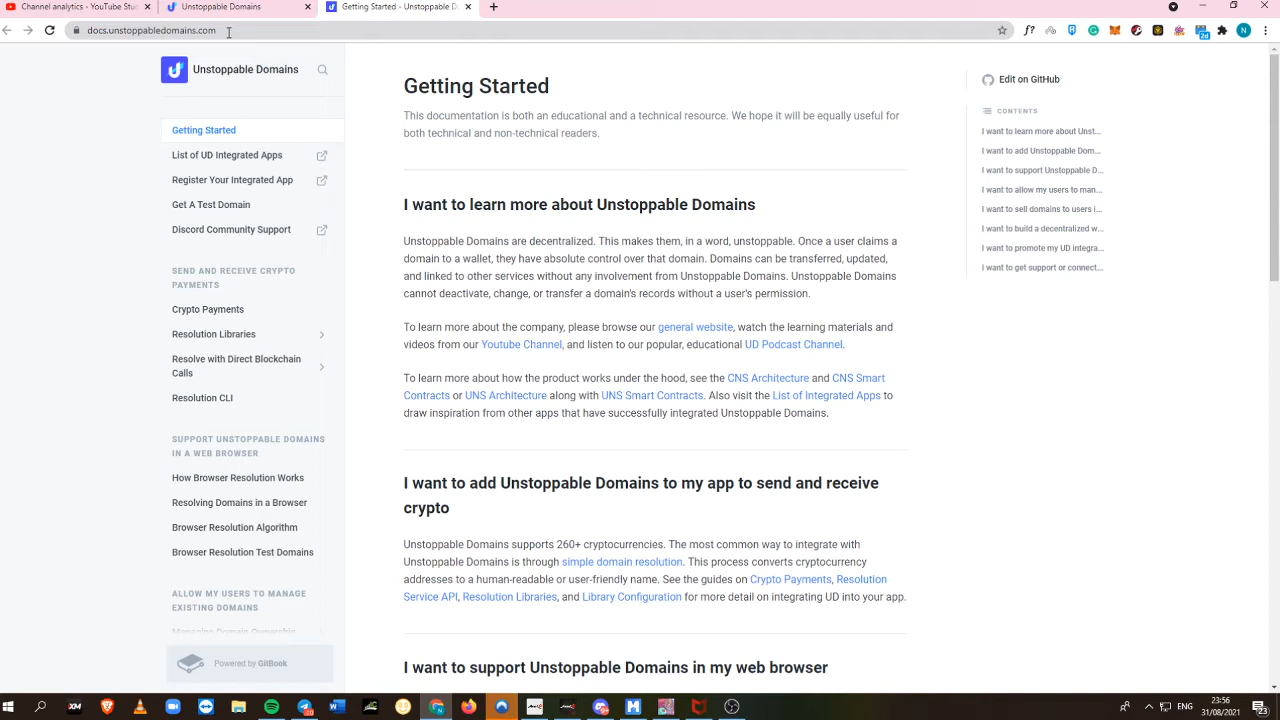 Channel analytics - YouTube Stu
Unstoppable Domains
Getting Started - Unstoppable D
docs.unstoppabledomains.com
f?
2d
N
Unstoppable Domains
Getting Started
List of UD Integrated Apps
Register Your Integrated App
Get A Test Domain
Discord Community Support
SEND AND RECEIVE CRYPTO
PAYMENTS
Crypto Payments
Resolution Libraries
Resolve with Direct Blockchain
Calls
Resolution CLI
SUPPORT UNSTOPPABLE DOMAINS
IN A WEB BROWSER
How Browser Resolution Works
Resolving Domains in a Browser
Browser Resolution Algorithm
Browser Resolution Test Domains
ALLOW MY USERS TO MANAGE
EXISTING DOMAINS
Managing Domain Ownership
Powered by GitBook
Getting Started
This documentation is both an educational and a technical resource. We hope it will be equally useful for
both technical and non-technical readers.
I want to learn more about Unstoppable Domains
Unstoppable Domains are decentralized. This makes them, in a word, unstoppable. Once a user claims a
domain to a wallet, they have absolute control over that domain. Domains can be transferred, updated,
and linked to other services without any involvement from Unstoppable Domains. Unstoppable Domains
cannot deactivate, change, or transfer a domain's records without a user's permission.
To learn more about the company, please browse our general website, watch the learning materials and
videos from our Youtube Channel, and listen to our popular, educational UD Podcast Channel.
To learn more about how the product works under the hood, see the CNS Architecture and CNS Smart
Contracts or UNS Architecture along with UNS Smart Contracts. Also visit the List of Integrated Apps to
draw inspiration from other apps that have successfully integrated Unstoppable Domains.
I want to add Unstoppable Domains to my app to send and receive
crypto
Unstoppable Domains supports 260+ cryptocurrencies. The most common way to integrate with
Unstoppable Domains is through simple domain resolution. This process converts cryptocurrency
addresses to a human-readable or user-friendly name. See the guides on Crypto Payments, Resolution
Service API, Resolution Libraries, and Library Configuration for more detail on integrating UD into your app.
I want to support Unstoppable Domains in my web browser
Edit on GitHub
CONTENTS
I want to learn more about Unst...
I want to add Unstoppable Dom...
I want to support Unstoppable D...
I want to allow my users to man...
I want to sell domains to users i...
I want to build a decentralized w...
I want to promote my UD integra...
I want to get support or connect...
ENG
23:56
31/08/2021